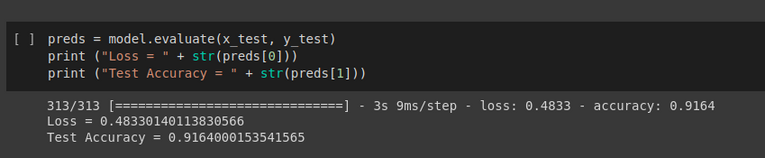 [ ] preds = model.evaluate(x_test, y_test)
print ("Loss = " + str(preds[0]))
print ("Test Accuracy = " + str(preds[1]))
313/313 [==============================] - 3s 9ms/step - loss: 0.4833 - accuracy: 0.9164
Loss = 0.48330140113830566
Test Accuracy = 0.9164000153541565